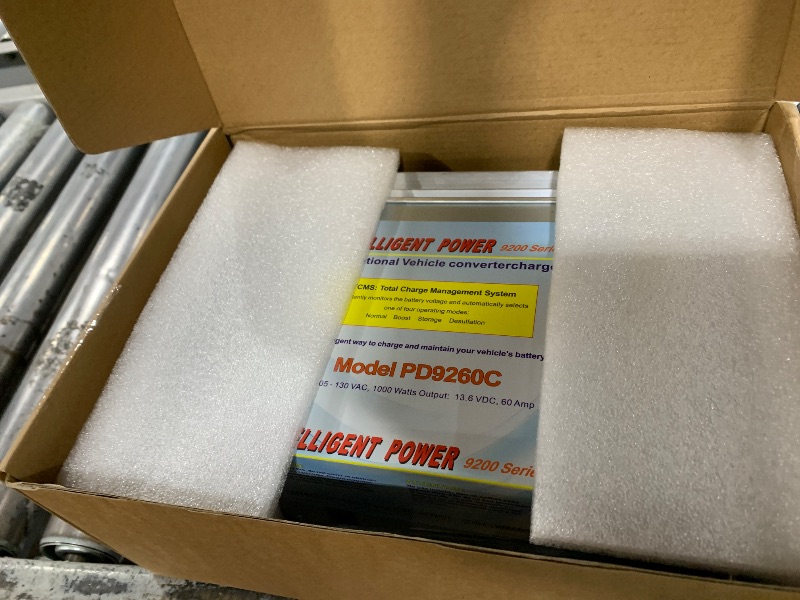 LLIGENT POWER 9200 Serie
tional Vehicle convertercharge
CMS: Total Charge Management System
ently monitors the battery voltage and automatically selects
one of four operating modes:
Normal Boost Storage Desulfation
gent way to charge and maintain your vehicle's battery
Model PD9260C
05 - 130 VAC, 1000 Watts Output: 13.6 VDC, 60 Amp
LLIGENT POWER 9200 Serie